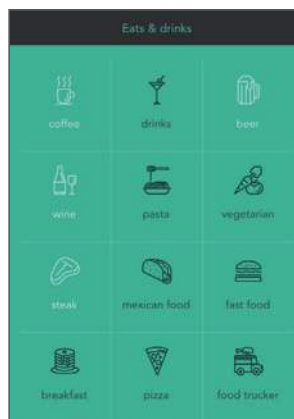 Eats & drinks
coffee drinks beer
wine pasta vegetarian
steak mexican food fast food
breakfast pizza food trucker